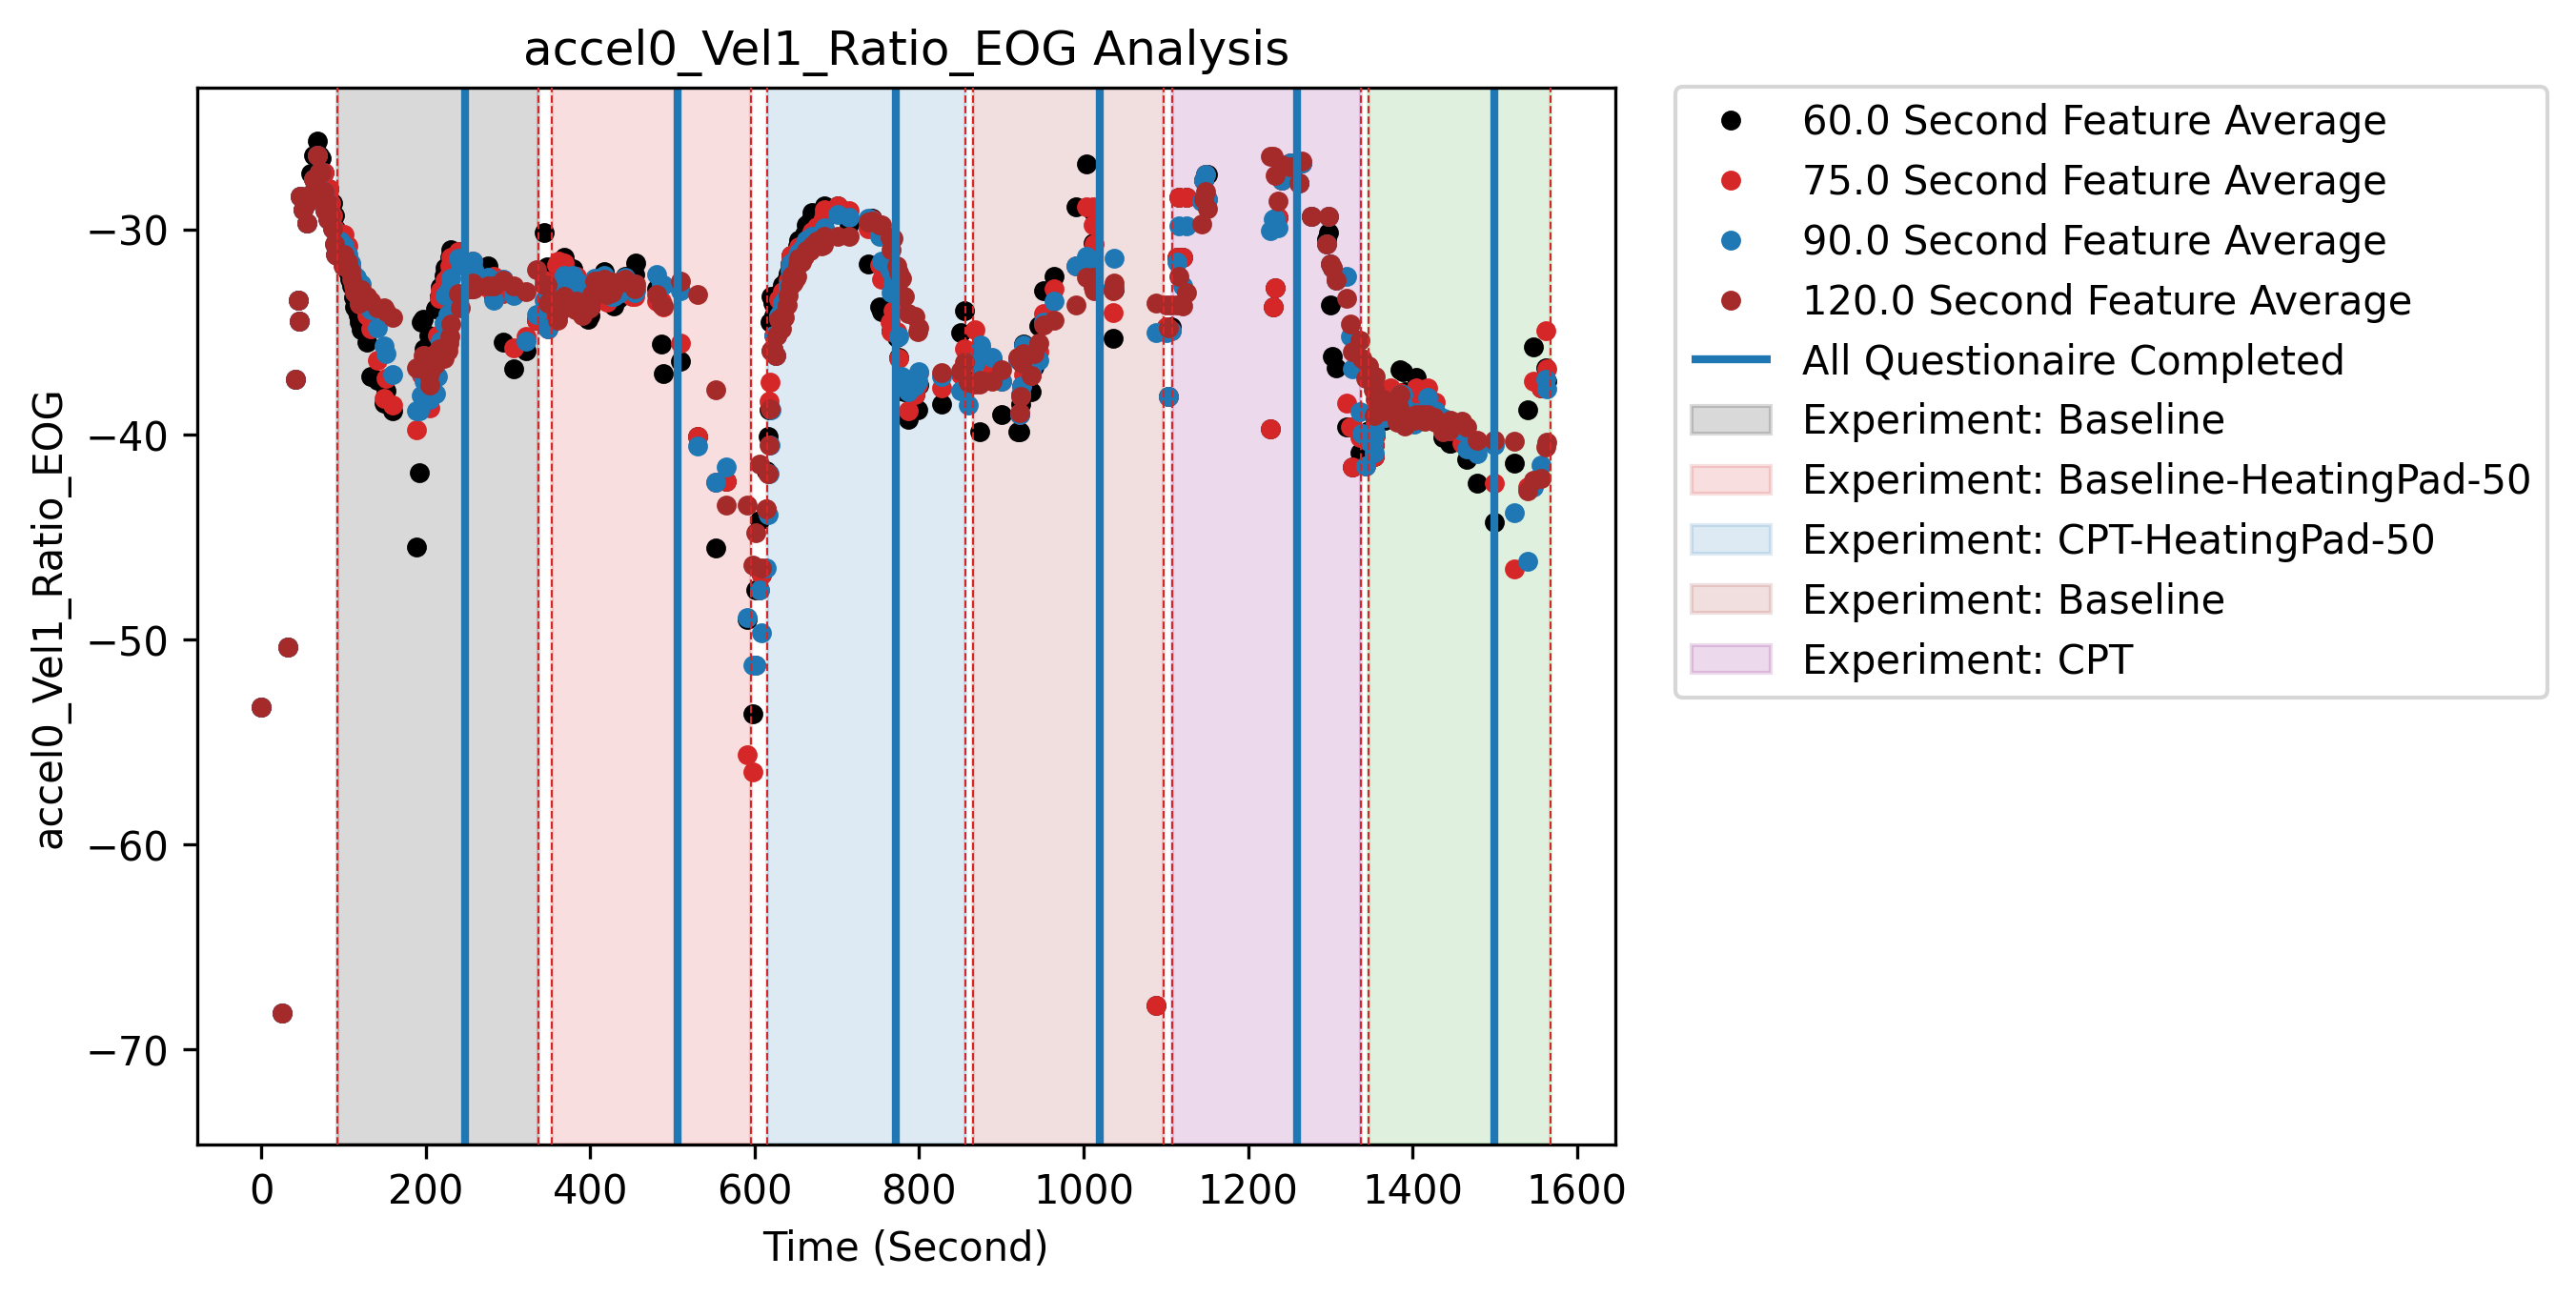 accel0_Vel1_Ratio_EOG Analysis
accel0_Vel1_Ratio_EOG
−30
−40
−50
−60
−70
0 200 400 600 800 1000 1200 1400 1600
Time (Second)
60.0 Second Feature Average
75.0 Second Feature Average
90.0 Second Feature Average
120.0 Second Feature Average
All Questionaire Completed
Experiment: Baseline
Experiment: Baseline-HeatingPad-50
Experiment: CPT-HeatingPad-50
Experiment: Baseline
Experiment: CPT